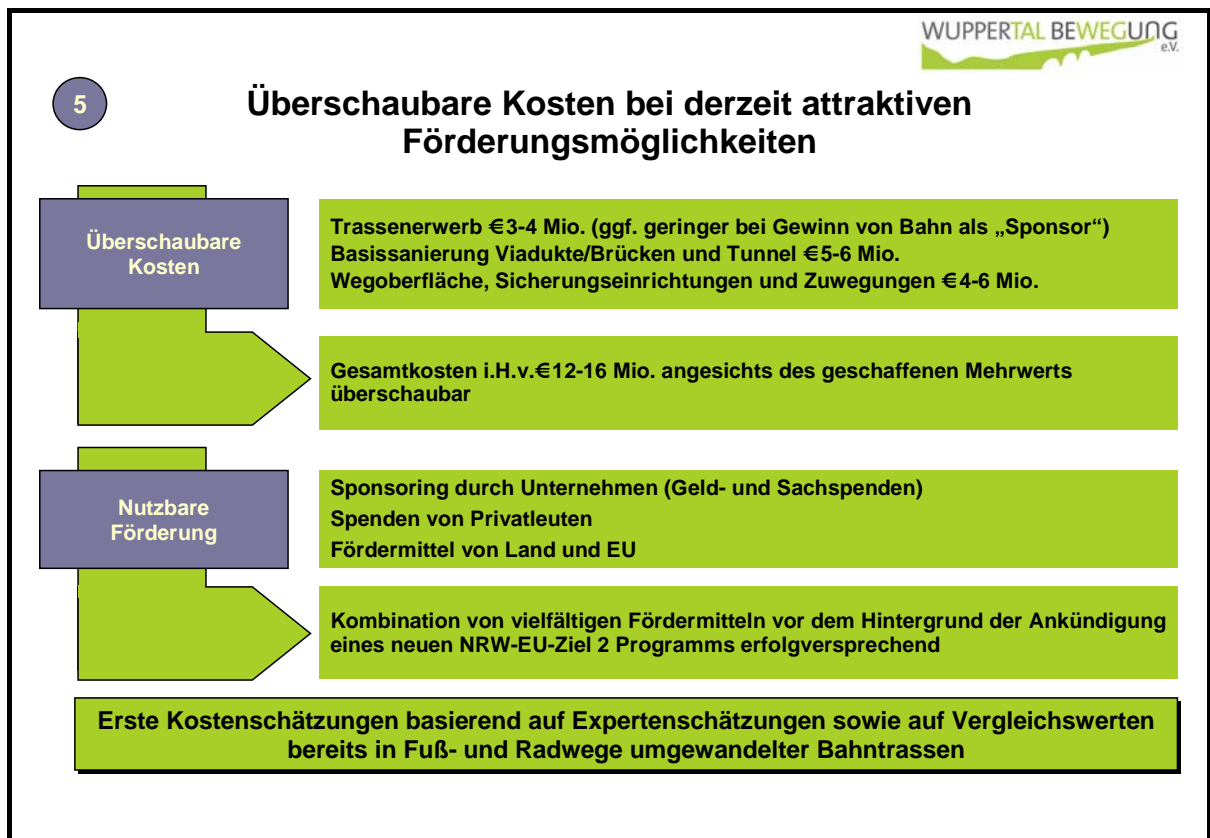 WUPPERTAL BEWEGUNG
e.V.
5
Überschaubare Kosten bei derzeit attraktiven
Förderungsmöglichkeiten
Überschaubare
Kosten
Trassenerwerb €3-4 Mio. (ggf. geringer bei Gewinn von Bahn als „Sponsor“)
Basissanierung Viadukte/Brücken und Tunnel €5-6 Mio.
Wegoberfläche, Sicherungseinrichtungen und Zuwegungen €4-6 Mio.
Gesamtkosten i.H.v.€12-16 Mio. angesichts des geschaffenen Mehrwerts
überschaubar
Nutzbare
Förderung
Sponsoring durch Unternehmen (Geld- und Sachspenden)
Spenden von Privatleuten
Fördermittel von Land und EU
Kombination von vielfältigen Fördermitteln vor dem Hintergrund der Ankündigung
eines neuen NRW-EU-Ziel 2 Programms erfolgversprechend
Erste Kostenschätzungen basierend auf Expertenschätzungen sowie auf Vergleichswerten
bereits in Fuß- und Radwege umgewandelter Bahntrassen